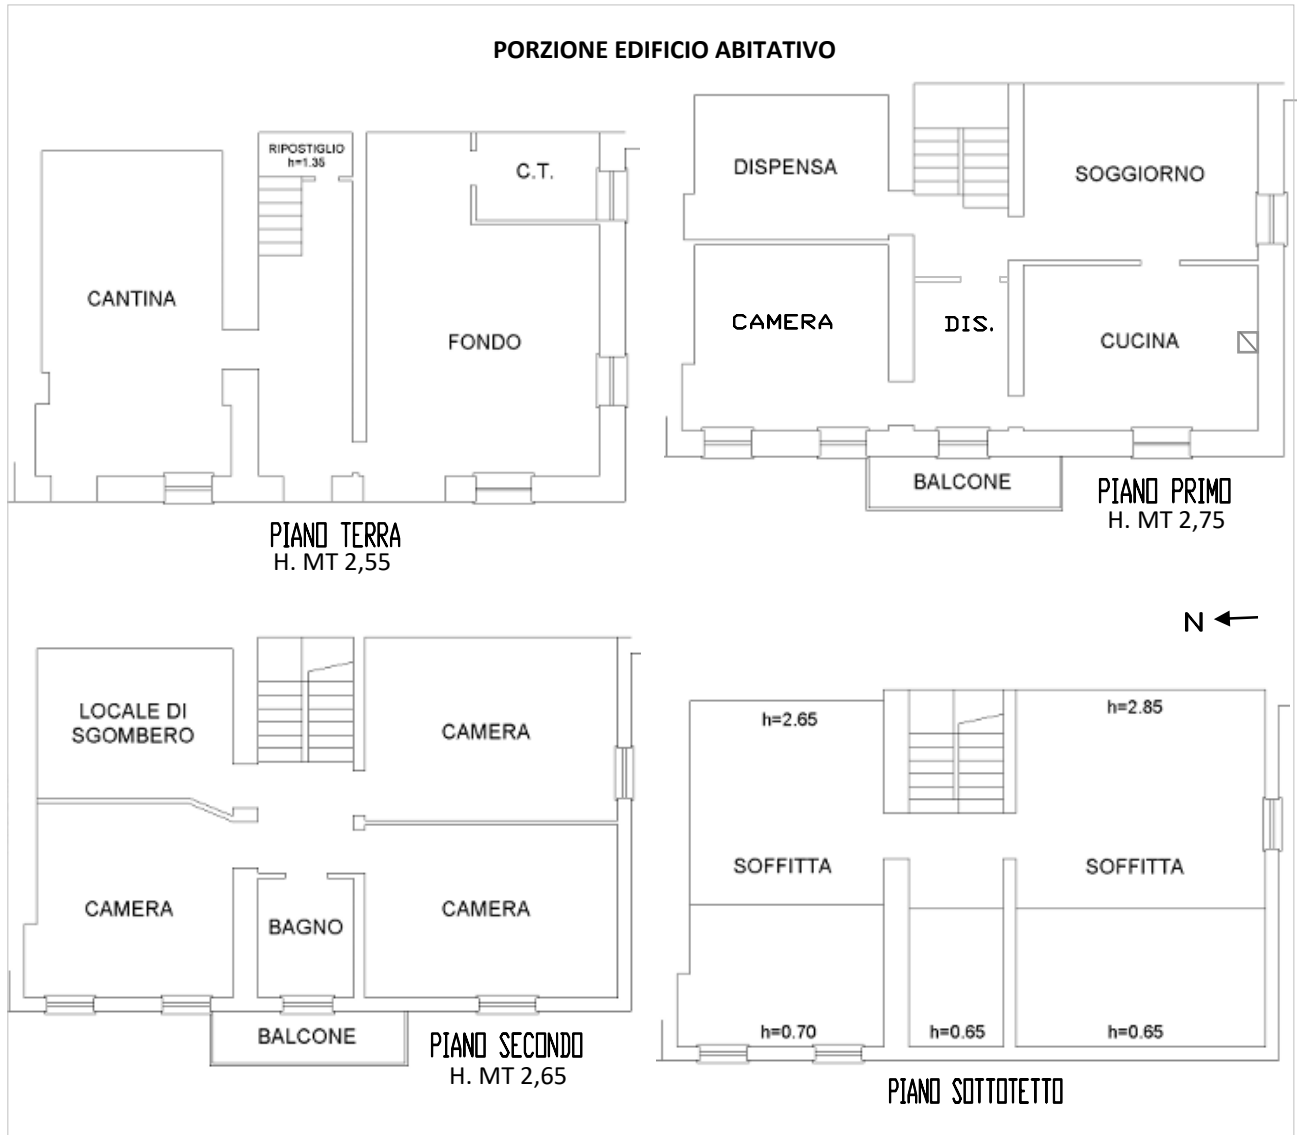 PORZIONE EDIFICIO ABITATIVO
RIPOSTIGLIO
h=1.35
C.T.
CANTINA
FONDO
PIANO TERRA
H. MT 2,55
DISPENSA
SOGGIORNO
CAMERA
DIS.
CUCINA
BALCONE
PIANO PRIMO
H. MT 2,75
N
LOCALE DI
SGOMBERO
CAMERA
CAMERA
BAGNO
CAMERA
BALCONE
PIANO SECONDO
H. MT 2,65
h=2.65
h=2.85
SOFFITTA
SOFFITTA
h=0.70
h=0.65
h=0.65
PIANO SOTTOTETTO